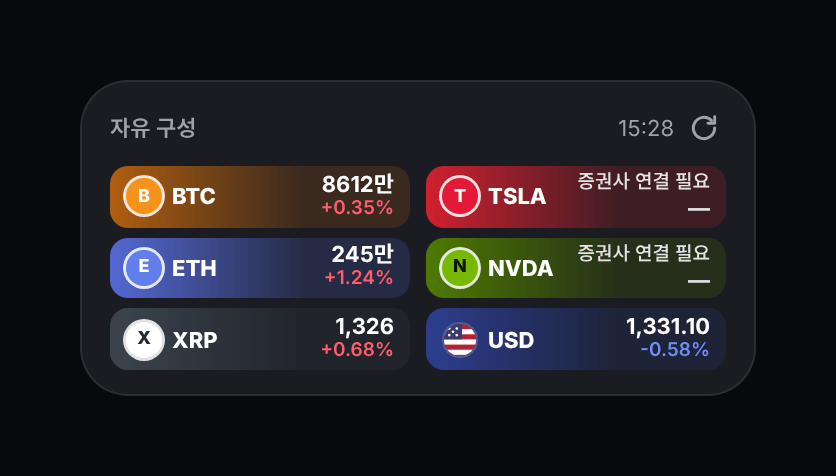 자유 구성
15:28
B BTC 8612만
+0.35%
T TSLA 증권사 연결 필요
—
E ETH 245만
+1.24%
N NVDA 증권사 연결 필요
—
X XRP 1,326
+0.68%
USD 1,331.10
-0.58%